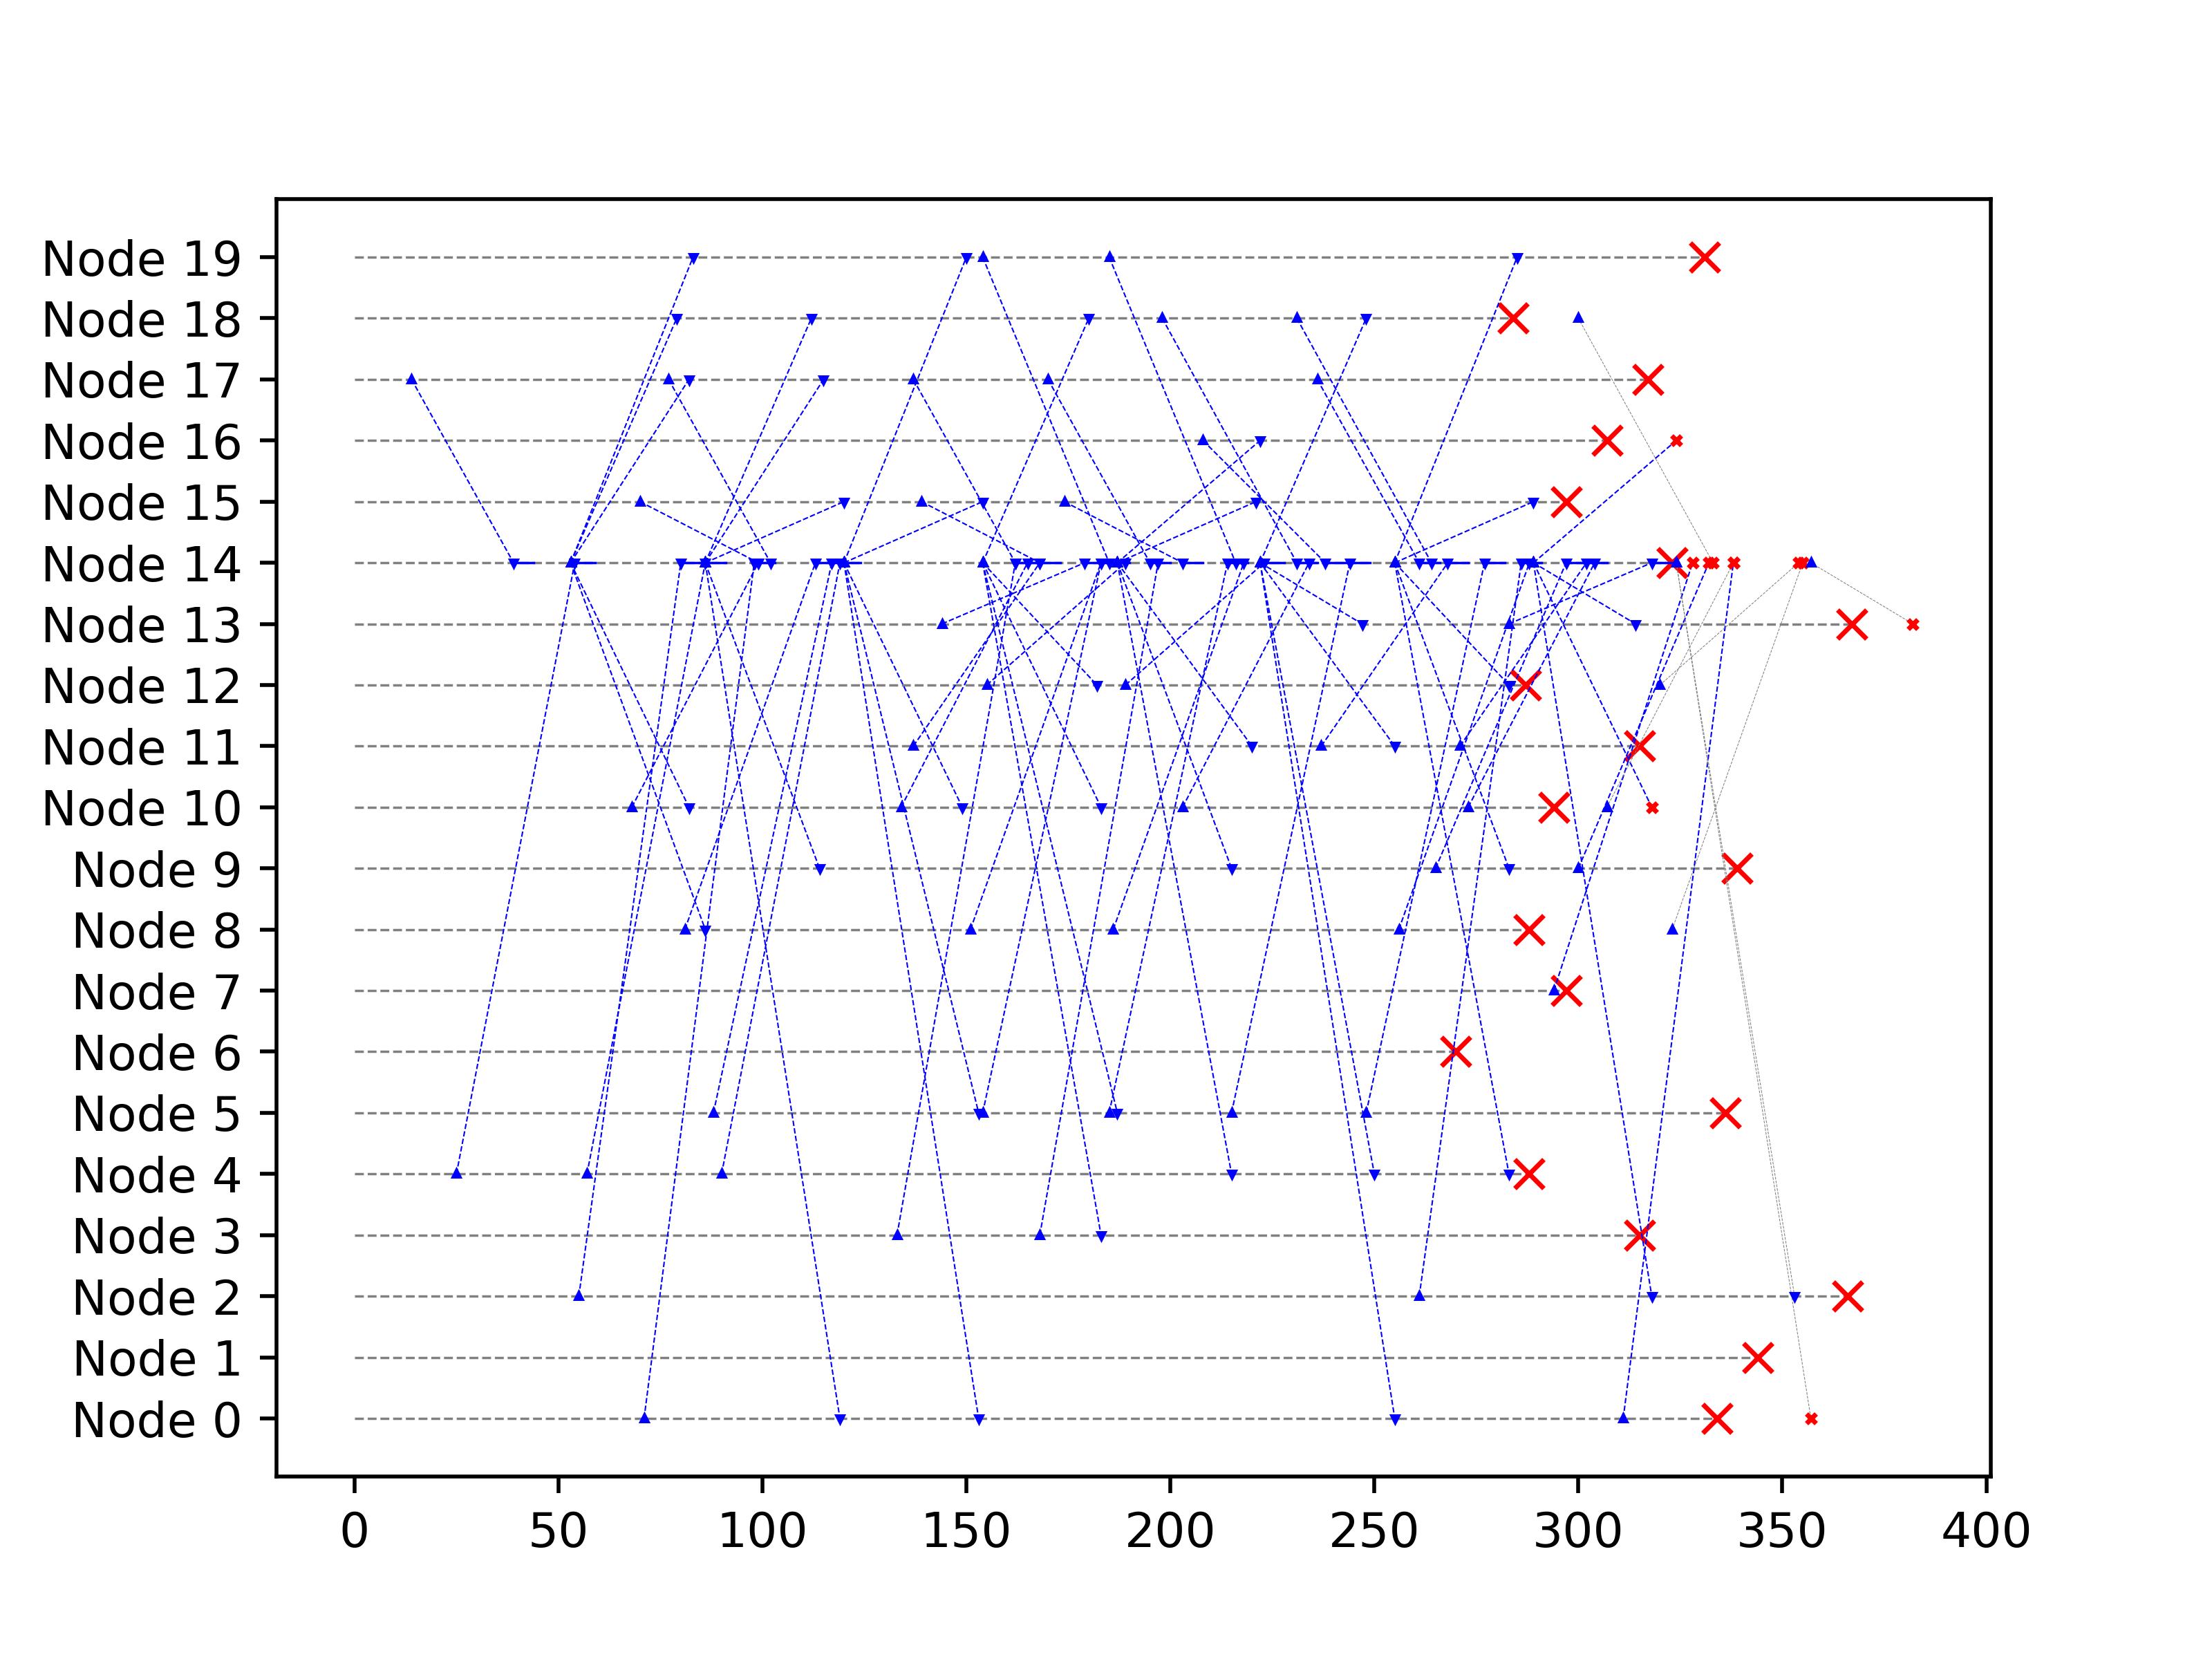 Node 19
Node 18
Node 17
Node 16
Node 15
Node 14
Node 13
Node 12
Node 11
Node 10
Node 9
Node 8
Node 7
Node 6
Node 5
Node 4
Node 3
Node 2
Node 1
Node 0
0 50 100 150 200 250 300 350 400